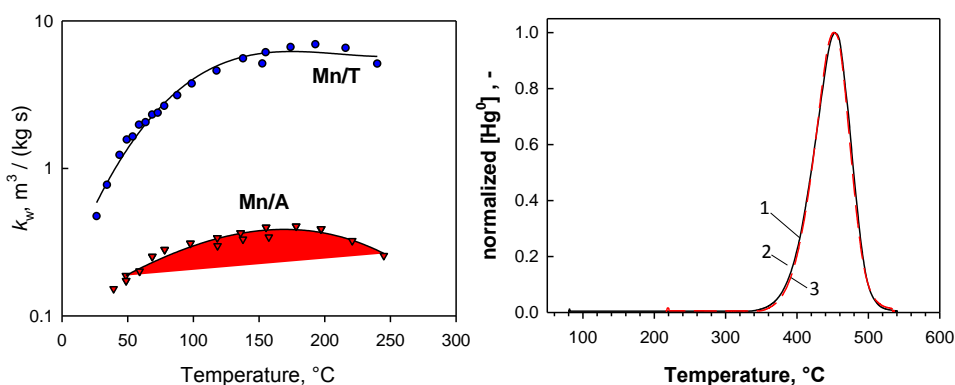 10
1
0.1
k_w, m³ / (kg s)
Mn/T
Mn/A
0 50 100 150 200 250 300
Temperature, °C
1.0
0.8
0.6
0.4
0.2
0.0
normalized [Hg⁰] , -
1
2
3
100 200 300 400 500 600
Temperature, °C